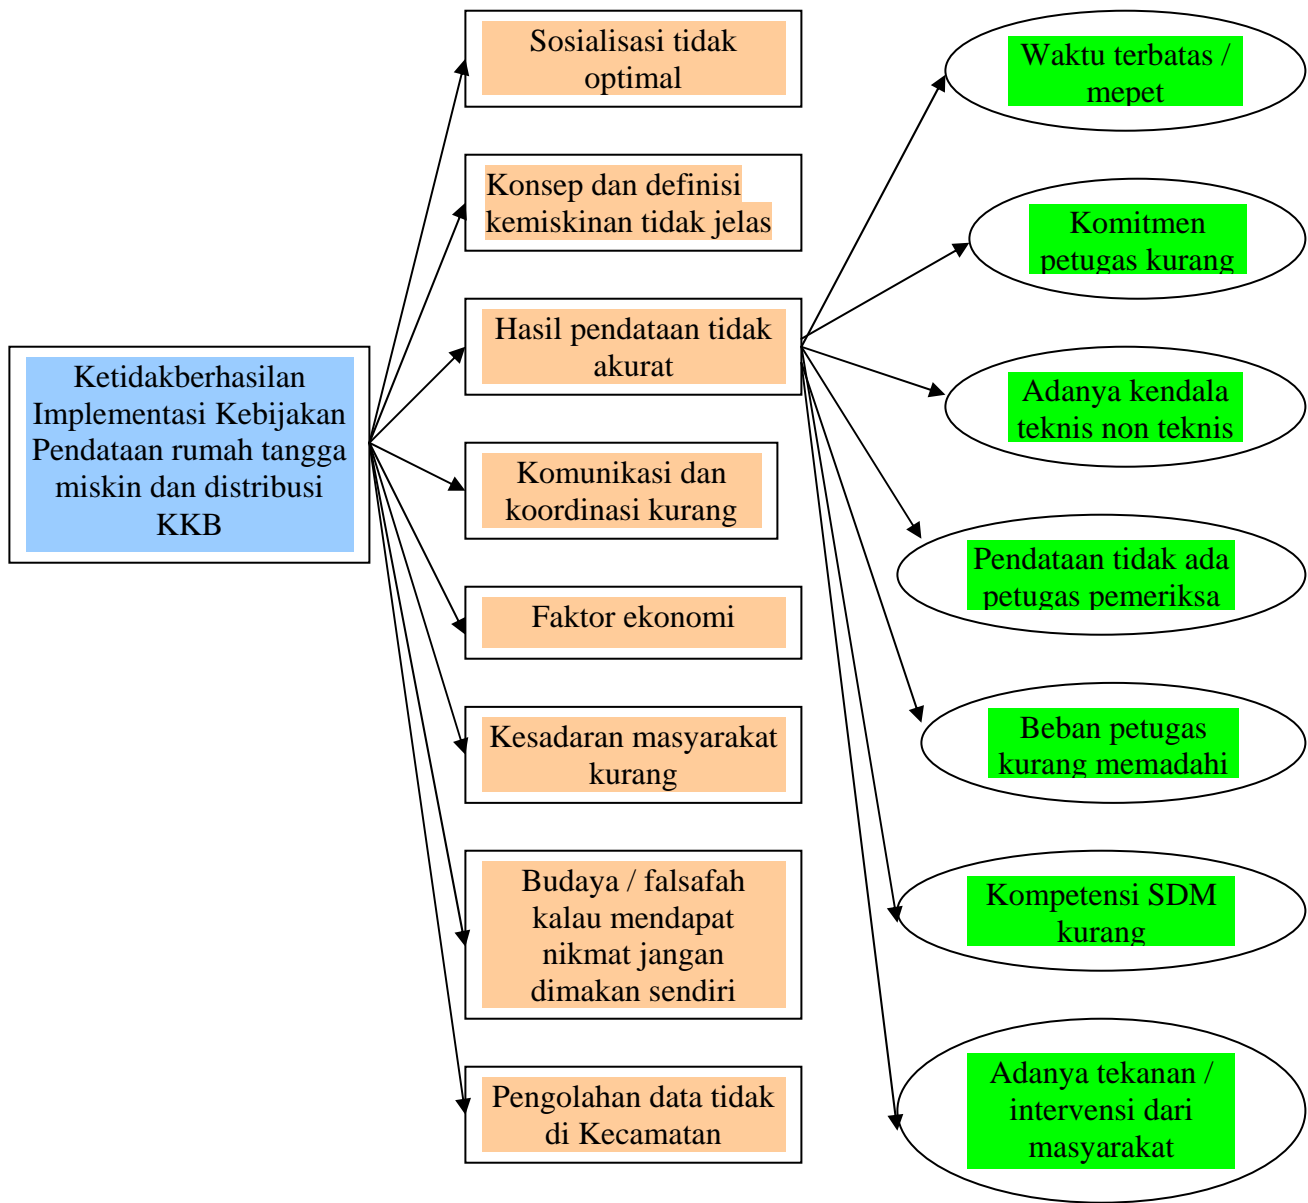 Ketidakberhasilan
Implementasi Kebijakan
Pendataan rumah tangga
miskin dan distribusi
KKB
Sosialisasi tidak
optimal
Konsep dan definisi
kemiskinan tidak jelas
Hasil pendataan tidak
akurat
Komunikasi dan
koordinasi kurang
Faktor ekonomi
Kesadaran masyarakat
kurang
Budaya / falsafah
kalau mendapat
nikmat jangan
dimakan sendiri
Pengolahan data tidak
di Kecamatan
Waktu terbatas /
mepet
Komitmen
petugas kurang
Adanya kendala
teknis non teknis
Pendataan tidak ada
petugas pemeriksa
Beban petugas
kurang memadahi
Kompetensi SDM
kurang
Adanya tekanan /
intervensi dari
masyarakat